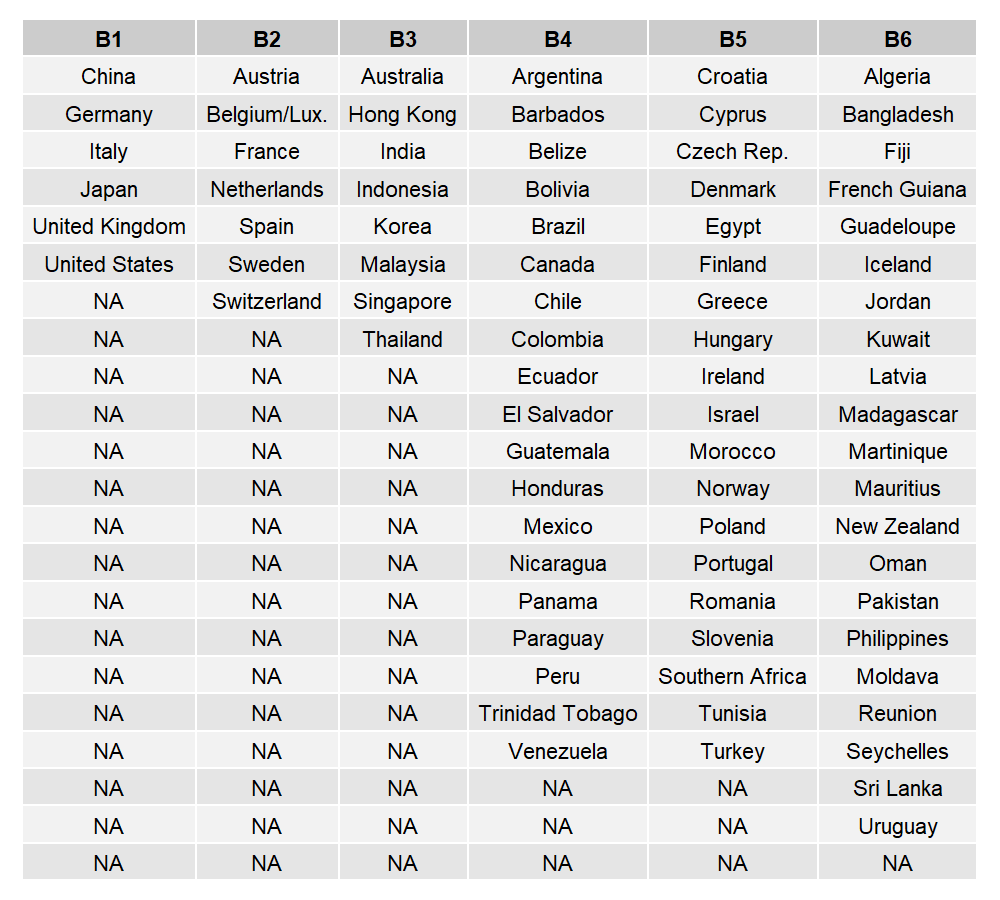 B1 B2 B3 B4 B5 B6
China Austria Australia Argentina Croatia Algeria
Germany Belgium/Lux. Hong Kong Barbados Cyprus Bangladesh
Italy France India Belize Czech Rep. Fiji
Japan Netherlands Indonesia Bolivia Denmark French Guiana
United Kingdom Spain Korea Brazil Egypt Guadeloupe
United States Sweden Malaysia Canada Finland Iceland
NA Switzerland Singapore Chile Greece Jordan
NA NA Thailand Colombia Hungary Kuwait
NA NA NA Ecuador Ireland Latvia
NA NA NA El Salvador Israel Madagascar
NA NA NA Guatemala Morocco Martinique
NA NA NA Honduras Norway Mauritius
NA NA NA Mexico Poland New Zealand
NA NA NA Nicaragua Portugal Oman
NA NA NA Panama Romania Pakistan
NA NA NA Paraguay Slovenia Philippines
NA NA NA Peru Southern Africa Moldava
NA NA NA Trinidad Tobago Tunisia Reunion
NA NA NA Venezuela Turkey Seychelles
NA NA NA NA NA Sri Lanka
NA NA NA NA NA Uruguay
NA NA NA NA NA NA